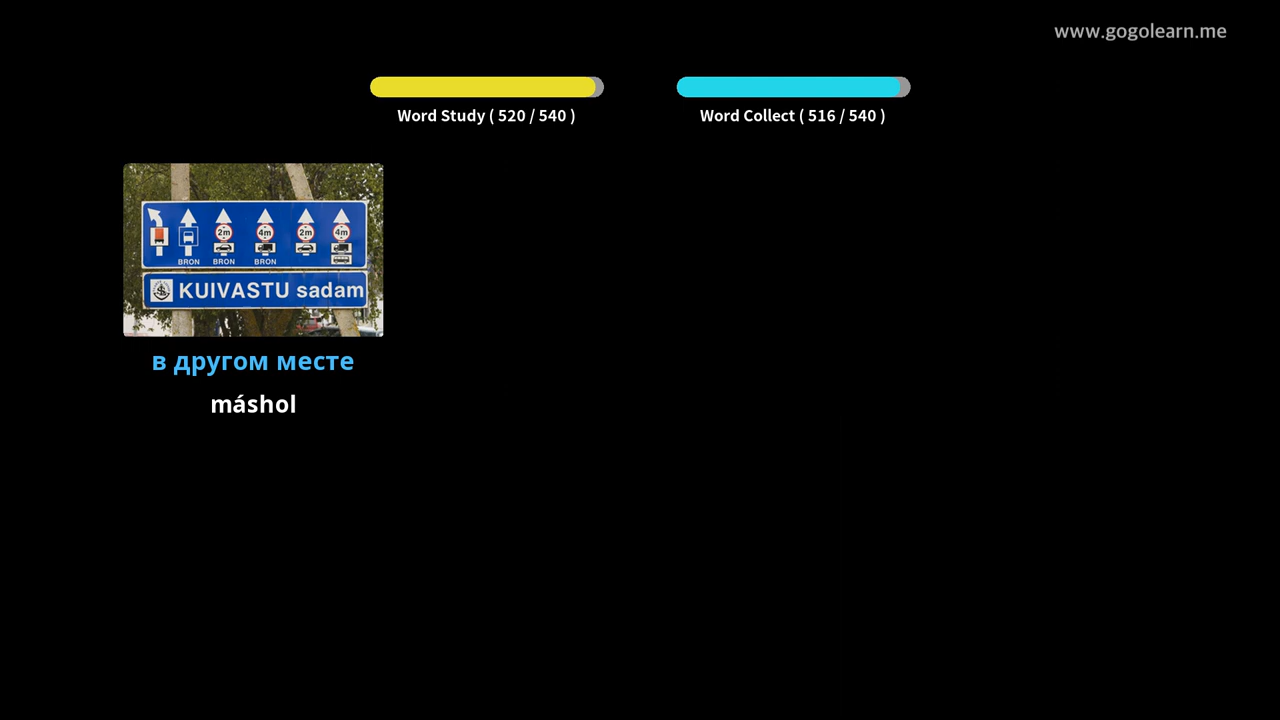 www.gogolearn.me
Word Study ( 520 / 540 )
Word Collect ( 516 / 540 )
2m
4m
2m
4m
BRON
BRON
BRON
KUIVASTU sadam
в другом месте
máshol